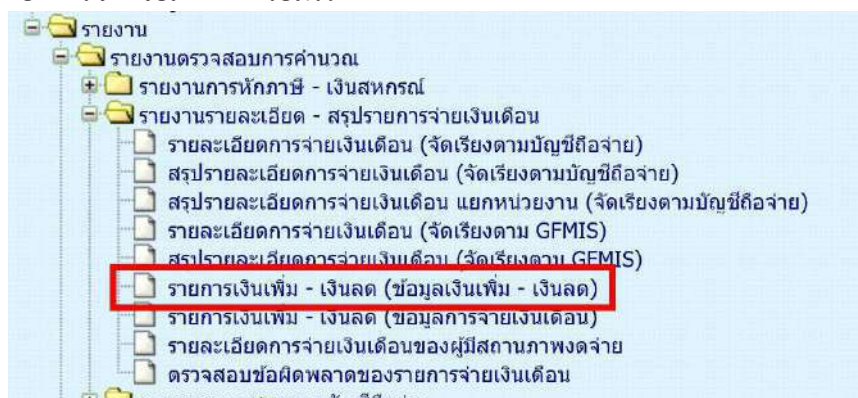 รายงาน
รายงานตรวจสอบการคำนวณ
รายงานการหักภาษี - เงินสหกรณ์
รายงานรายละเอียด - สรุปรายการจ่ายเงินเดือน
รายละเอียดการจ่ายเงินเดือน (จัดเรียงตามบัญชีถือจ่าย)
สรุปรายละเอียดการจ่ายเงินเดือน (จัดเรียงตามบัญชีถือจ่าย)
สรุปรายละเอียดการจ่ายเงินเดือน แยกหน่วยงาน (จัดเรียงตามบัญชีถือจ่าย)
รายละเอียดการจ่ายเงินเดือน (จัดเรียงตาม GFMIS)
สรุปรายละเอียดการจ่ายเงินเดือน (จัดเรียงตาม GFMIS)
รายการเงินเพิ่ม - เงินลด (ข้อมูลเงินเพิ่ม - เงินลด)
รายการเงินเพิ่ม - เงินลด (ข้อมูลการจ่ายเงินเดือน)
รายละเอียดการจ่ายเงินเดือนของผู้มีสถานภาพงดจ่าย
ตรวจสอบข้อผิดพลาดของรายการจ่ายเงินเดือน